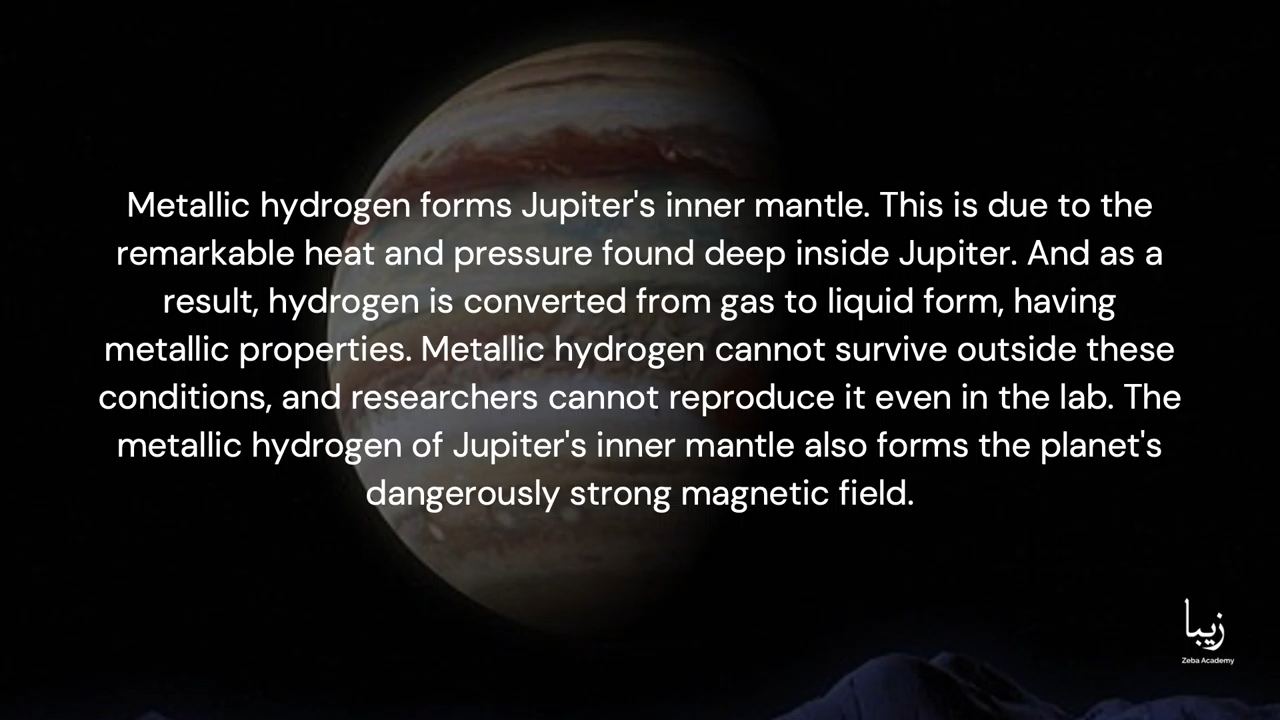 Metallic hydrogen forms Jupiter's inner mantle. This is due to the
remarkable heat and pressure found deep inside Jupiter. And as a
result, hydrogen is converted from gas to liquid form, having
metallic properties. Metallic hydrogen cannot survive outside these
conditions, and researchers cannot reproduce it even in the lab. The
metallic hydrogen of Jupiter's inner mantle also forms the planet's
dangerously strong magnetic field.
زیبا
Zeba Academy